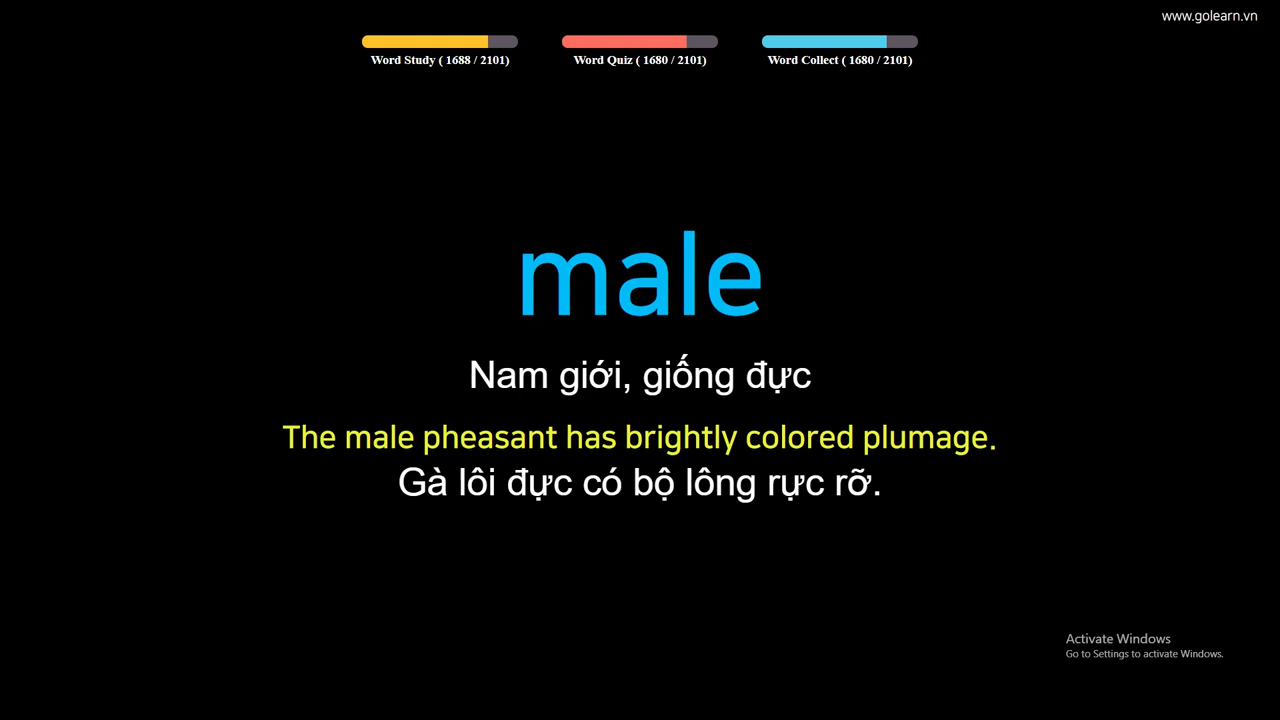 www.golearn.vn
Word Study ( 1688 / 2101)
Word Quiz ( 1680 / 2101)
Word Collect ( 1680 / 2101)
male
Nam giới, giống đực
The male pheasant has brightly colored plumage.
Gà lôi đực có bộ lông rực rỡ.
Activate Windows
Go to Settings to activate Windows.